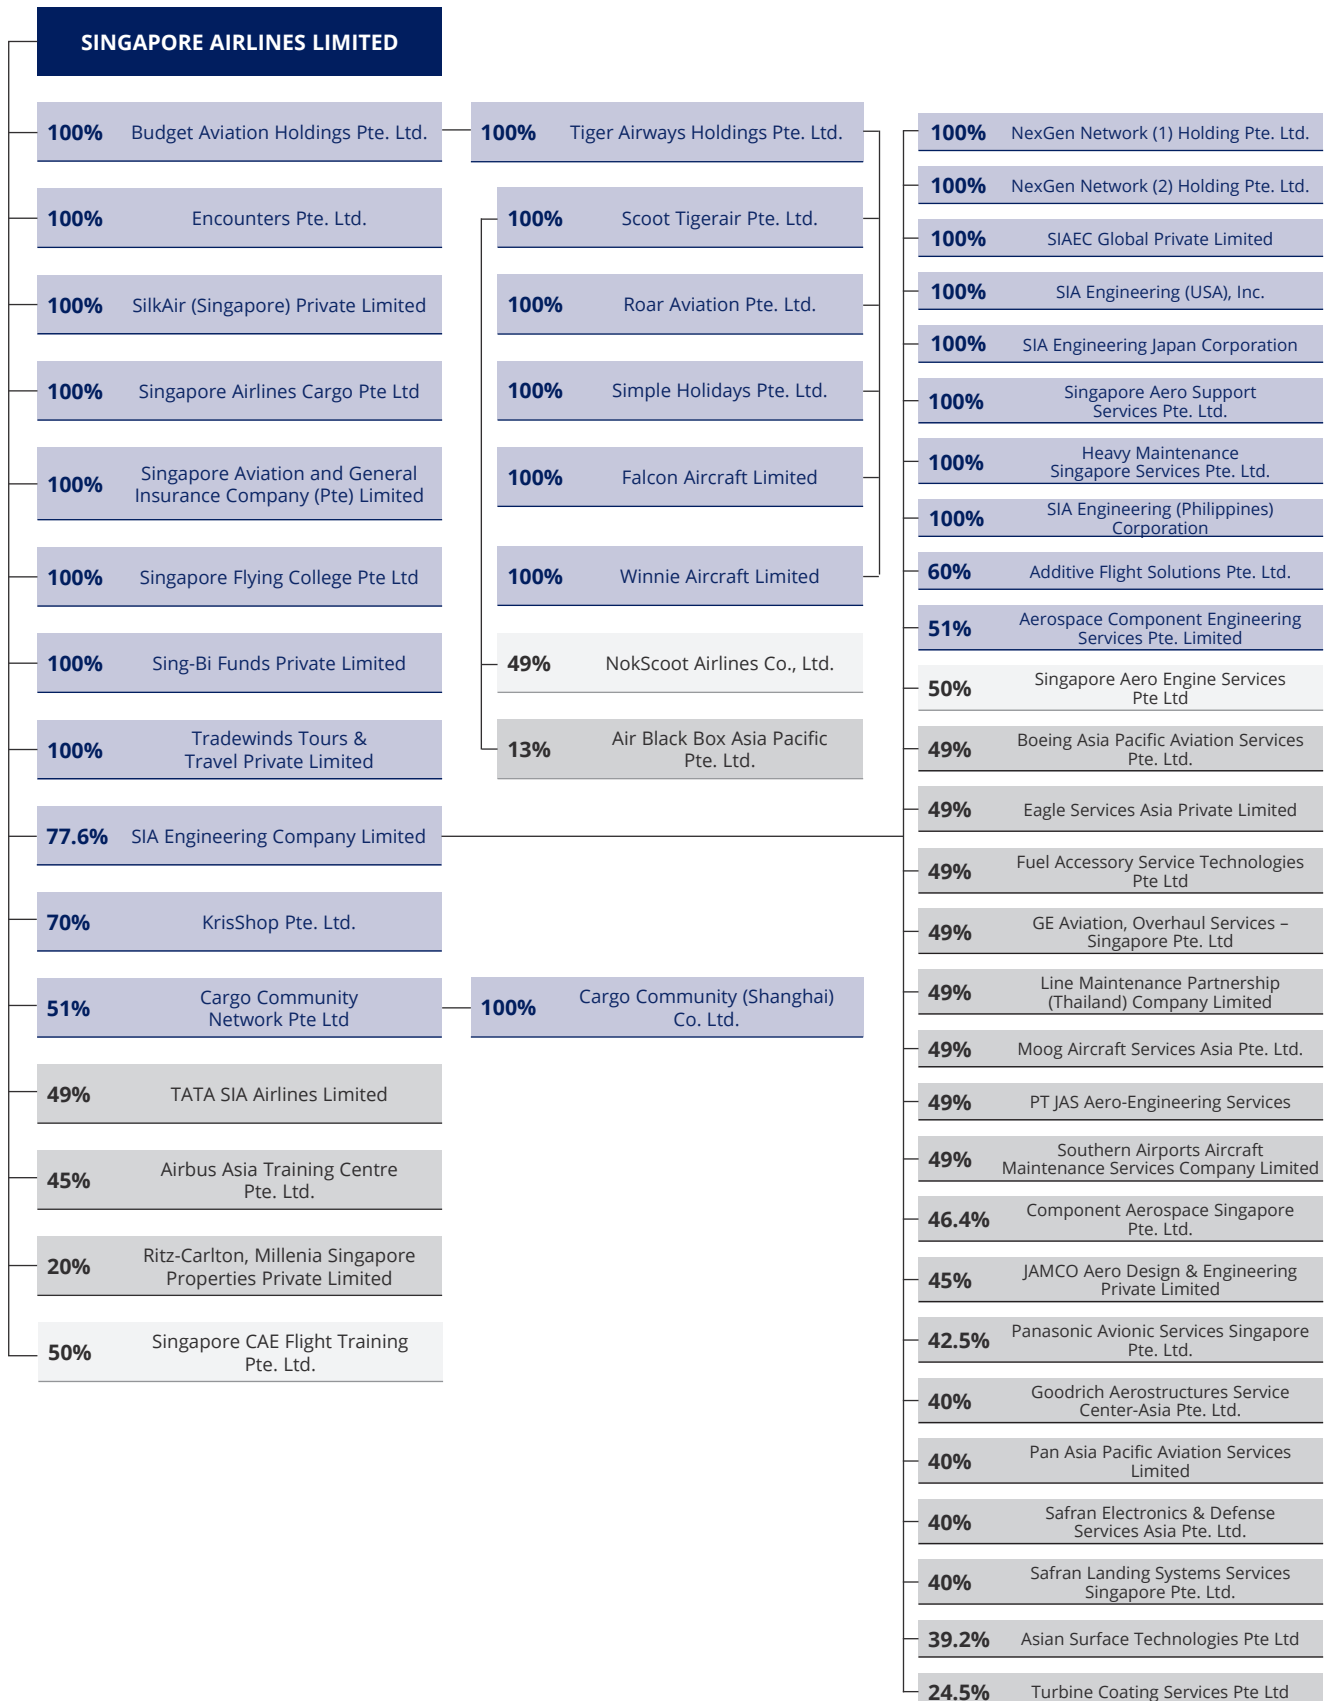 SINGAPORE AIRLINES LIMITED
100% Budget Aviation Holdings Pte. Ltd.
100% Encounters Pte. Ltd.
100% SilkAir (Singapore) Private Limited
100% Singapore Airlines Cargo Pte Ltd
100% Singapore Aviation and General
Insurance Company (Pte) Limited
100% Singapore Flying College Pte Ltd
100% Sing-Bi Funds Private Limited
100% Tradewinds Tours &
Travel Private Limited
77.6% SIA Engineering Company Limited
70% KrisShop Pte. Ltd.
51% Cargo Community
Network Pte Ltd
49% TATA SIA Airlines Limited
45% Airbus Asia Training Centre
Pte. Ltd.
20% Ritz-Carlton, Millenia Singapore
Properties Private Limited
50% Singapore CAE Flight Training
Pte. Ltd.
100% Tiger Airways Holdings Pte. Ltd.
100% Scoot Tigerair Pte. Ltd.
100% Roar Aviation Pte. Ltd.
100% Simple Holidays Pte. Ltd.
100% Falcon Aircraft Limited
100% Winnie Aircraft Limited
49% NokScoot Airlines Co., Ltd.
13% Air Black Box Asia Pacific
Pte. Ltd.
100% Cargo Community (Shanghai)
Co. Ltd.
100% NexGen Network (1) Holding Pte. Ltd.
100% NexGen Network (2) Holding Pte. Ltd.
100% SIAEC Global Private Limited
100% SIA Engineering (USA), Inc.
100% SIA Engineering Japan Corporation
100% Singapore Aero Support
Services Pte. Ltd.
100% Heavy Maintenance
Singapore Services Pte. Ltd.
100% SIA Engineering (Philippines)
Corporation
60% Additive Flight Solutions Pte. Ltd.
51% Aerospace Component Engineering
Services Pte. Limited
50% Singapore Aero Engine Services
Pte Ltd
49% Boeing Asia Pacific Aviation Services
Pte. Ltd.
49% Eagle Services Asia Private Limited
49% Fuel Accessory Service Technologies
Pte Ltd
49% GE Aviation, Overhaul Services –
Singapore Pte. Ltd
49% Line Maintenance Partnership
(Thailand) Company Limited
49% Moog Aircraft Services Asia Pte. Ltd.
49% PT JAS Aero-Engineering Services
49% Southern Airports Aircraft
Maintenance Services Company Limited
46.4% Component Aerospace Singapore
Pte. Ltd.
45% JAMCO Aero Design & Engineering
Private Limited
42.5% Panasonic Avionic Services Singapore
Pte. Ltd.
40% Goodrich Aerostructures Service
Center-Asia Pte. Ltd.
40% Pan Asia Pacific Aviation Services
Limited
40% Safran Electronics & Defense
Services Asia Pte. Ltd.
40% Safran Landing Systems Services
Singapore Pte. Ltd.
39.2% Asian Surface Technologies Pte Ltd
24.5% Turbine Coating Services Pte Ltd